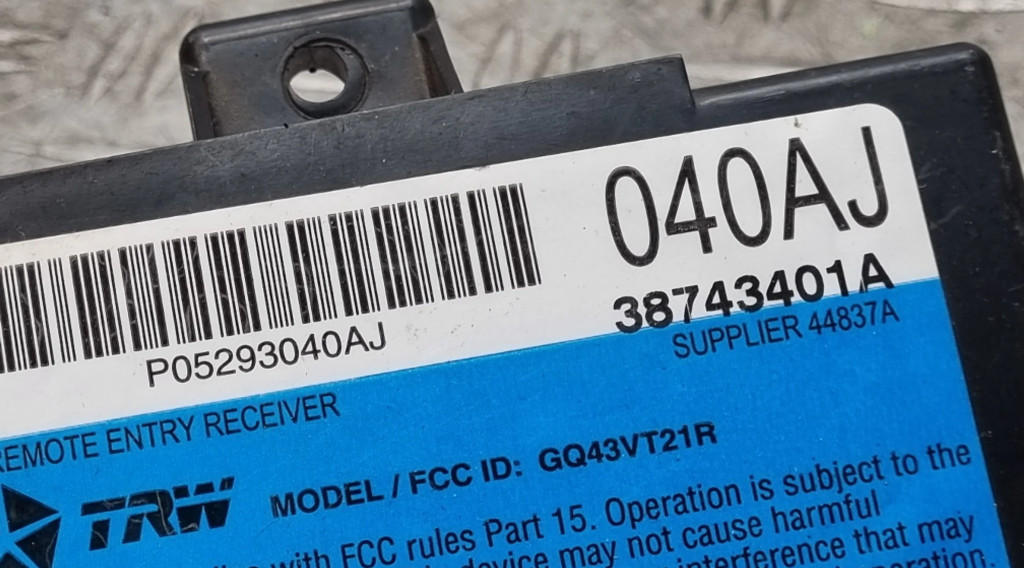 040AJ
38743401A
SUPPLIER 44837A
P05293040AJ
REMOTE ENTRY RECEIVER
TRW
MODEL / FCC ID: GQ43VT21R
with FCC rules Part 15. Operation is subject to the
device may not cause harmful
interference that may
operation.